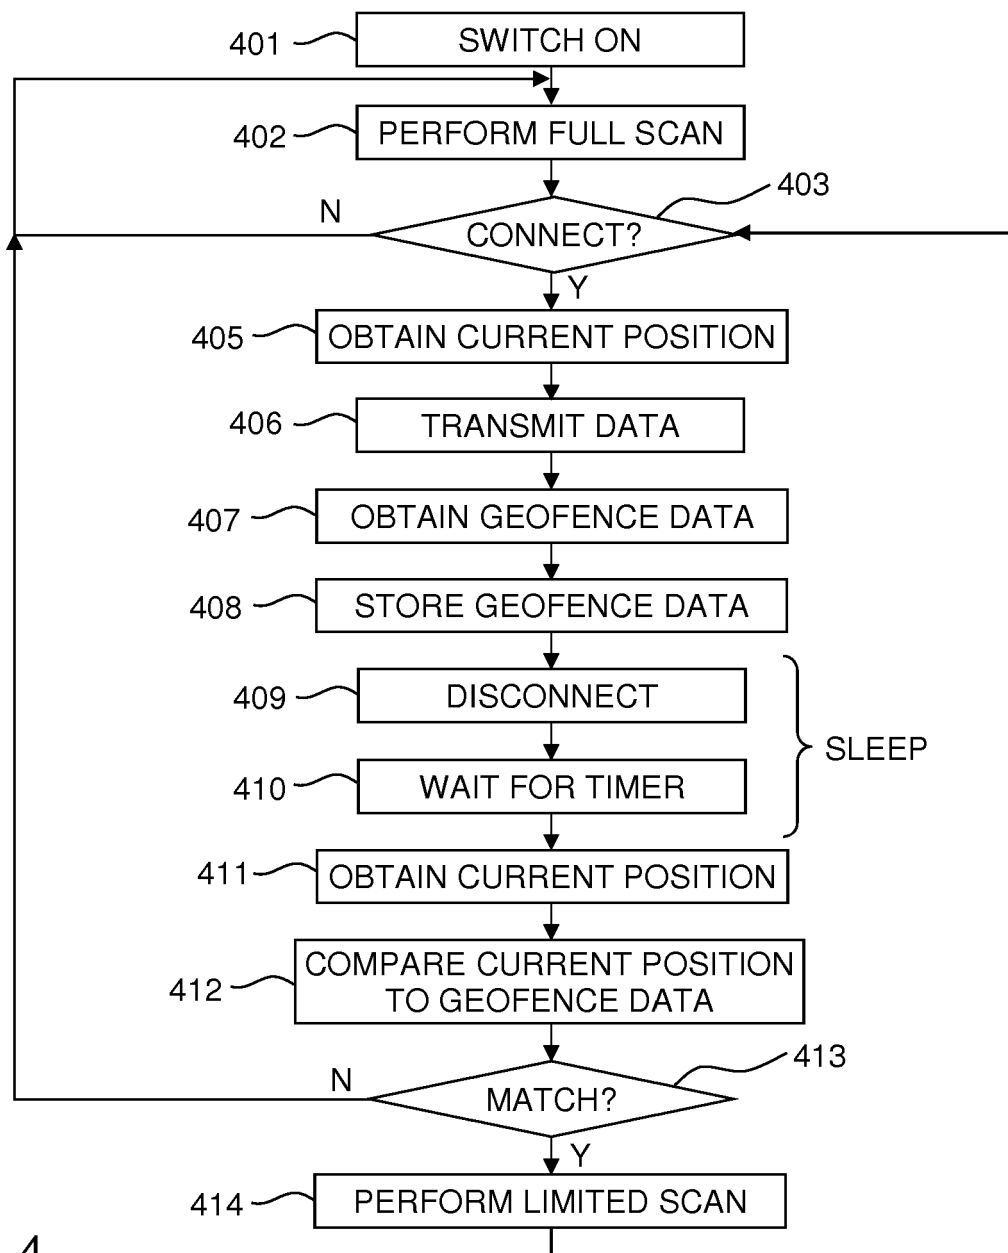 401 SWITCH ON
402 PERFORM FULL SCAN
403
N CONNECT?
Y
405 OBTAIN CURRENT POSITION
406 TRANSMIT DATA
407 OBTAIN GEOFENCE DATA
408 STORE GEOFENCE DATA
409 DISCONNECT
SLEEP
410 WAIT FOR TIMER
411 OBTAIN CURRENT POSITION
412 COMPARE CURRENT POSITION
TO GEOFENCE DATA
413
N MATCH?
Y
414 PERFORM LIMITED SCAN
4